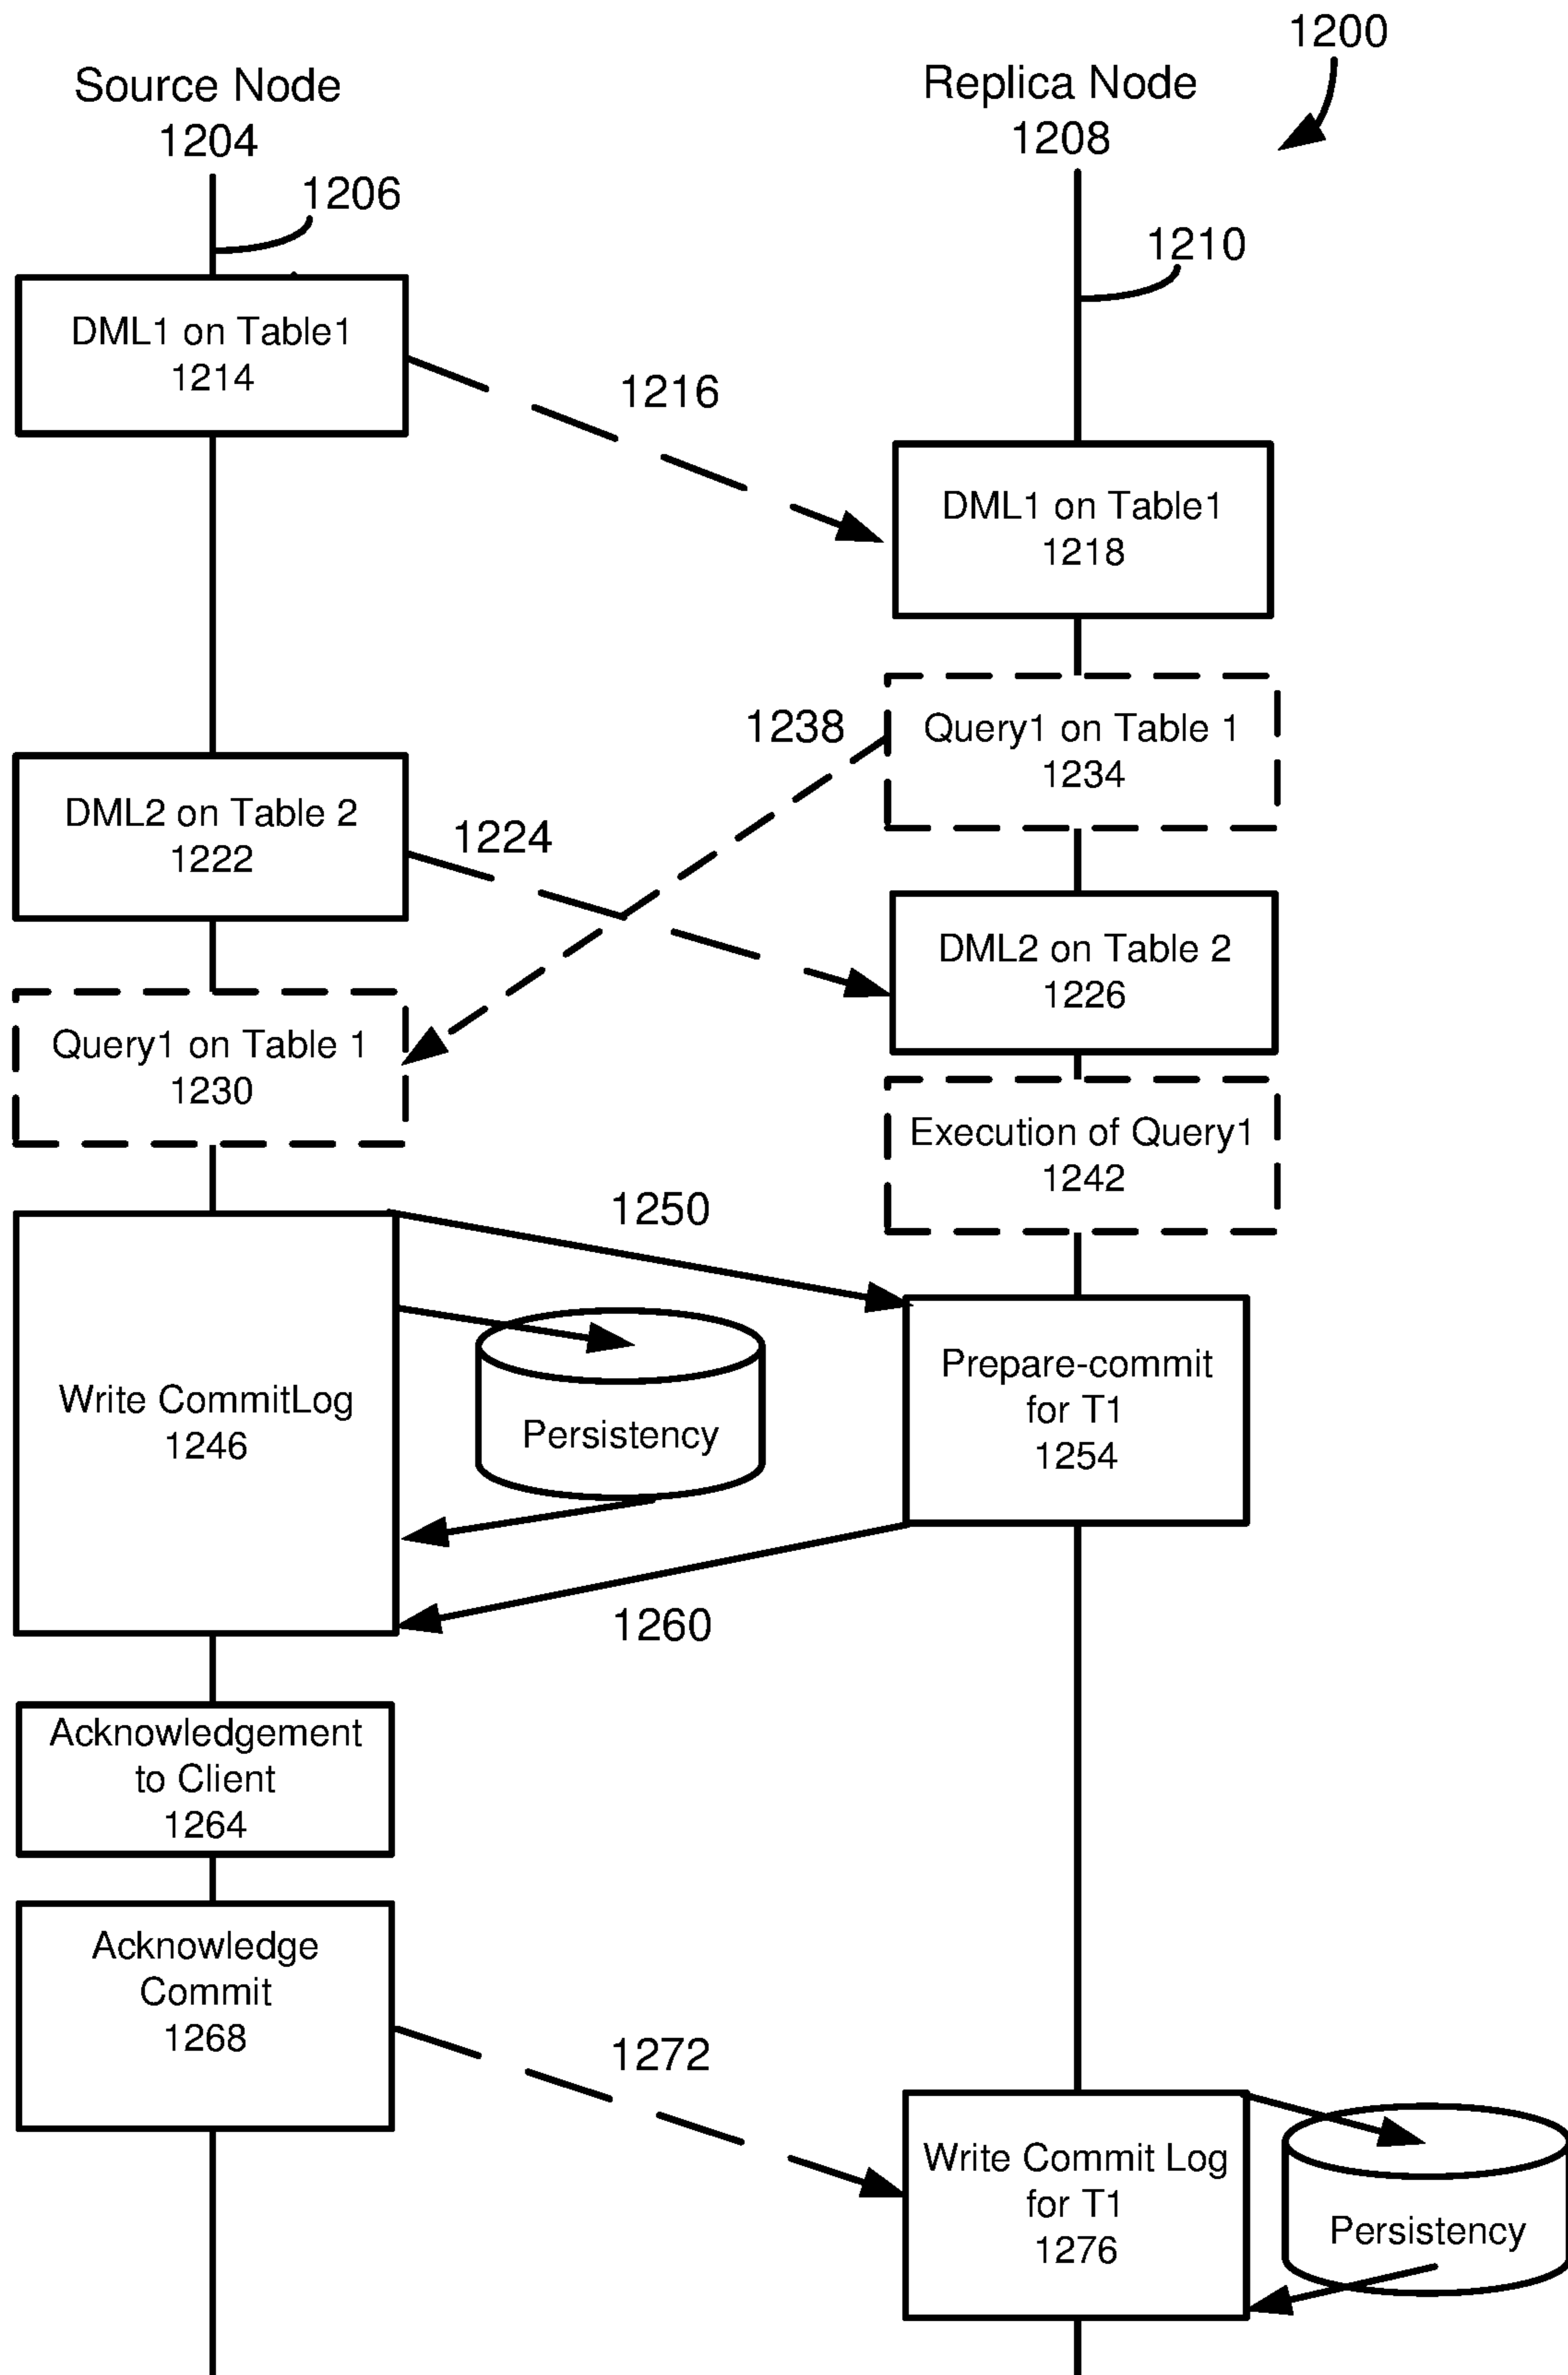 1200
Source Node
1204
Replica Node
1208
1206
1210
DML1 on Table1
1214
1216
DML1 on Table1
1218
1238
Query1 on Table 1
1234
DML2 on Table 2
1222
1224
DML2 on Table 2
1226
Query1 on Table 1
1230
Execution of Query1
1242
1250
Write CommitLog
1246
Persistency
Prepare-commit
for T1
1254
1260
Acknowledgement
to Client
1264
Acknowledge
Commit
1268
1272
Write Commit Log
for T1
1276
Persistency